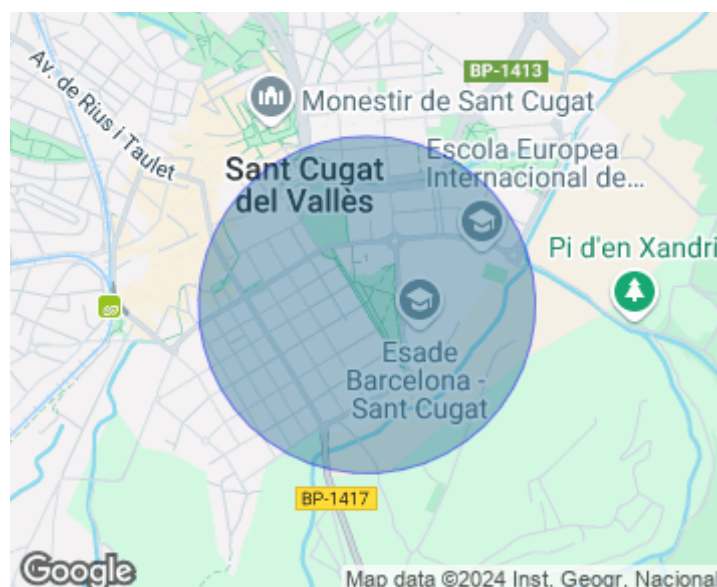 BP-1413
Av. de Rius i Taulet
Monestir de Sant Cugat
Escola Europea
Internacional de...
Sant Cugat
del Vallès
Pi d'en Xandri
Esade
Barcelona -
Sant Cugat
BP-1417
Google
Map data ©2024 Inst. Geogr. Nacional